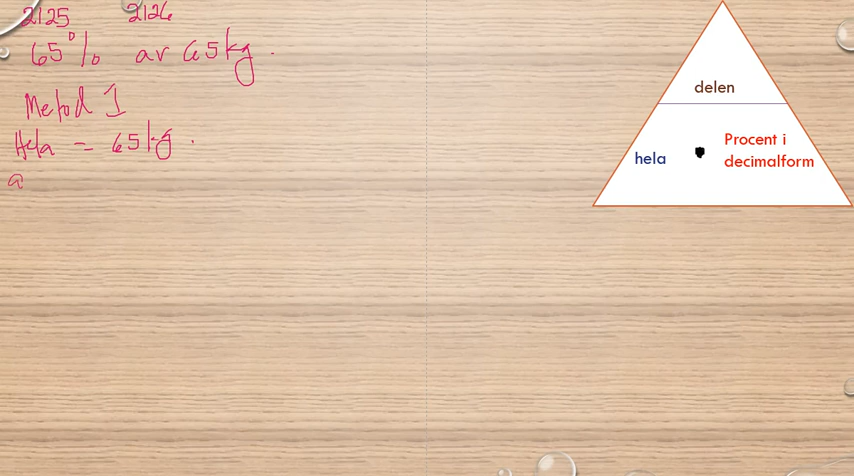 2125 2126
65% av 65kg.
Metod 1
Hela = 65kg.
a
delen
hela
Procent i
decimalform